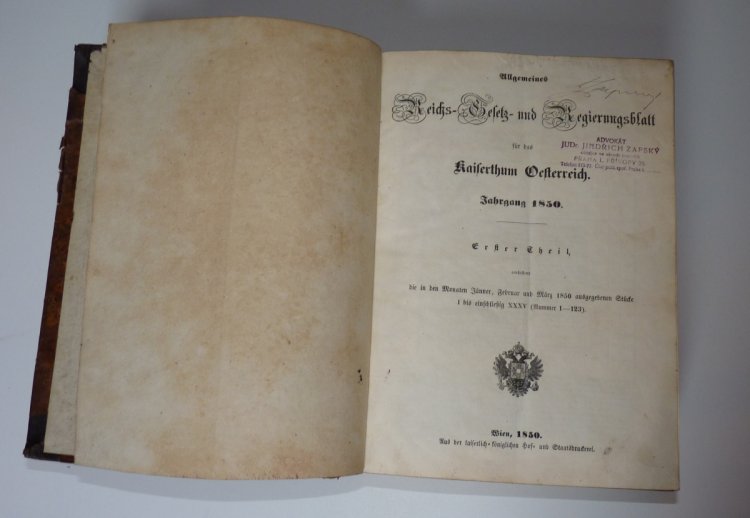 Allgemeines
Reichs-Gesetz- und Regierungsblatt
für das
Kaiserthum Oesterreich.
Jahrgang 1850.
Erster Theil,
enthaltend
die in den Monaten Jänner, Februar und März 1850 ausgegebenen Stücke
I bis einschließig XXXV (Nummer 1—123).
Wien, 1850.
Aus der kaiserlich-königlichen Hof- und Staatsdruckerei.
ADVOKÁT
JUDr JINDŘICH ZAPSKÝ
PRAHA I., PŘÍKOPY